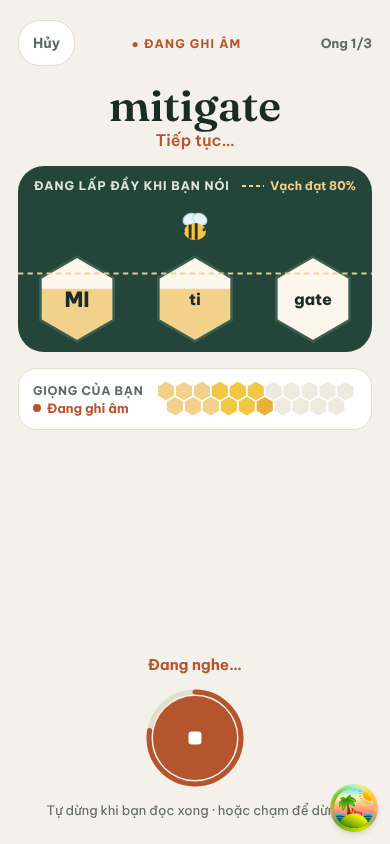 Hủy
• ĐANG GHI ÂM
Ong 1/3
mitigate
Tiếp tục...
ĐANG LẤP ĐẦY KHI BẠN NÓI
Vạch đạt 80%
MI
ti
gate
GIỌNG CỦA BẠN
Đang ghi âm
Đang nghe...
Tự dừng khi bạn đọc xong · hoặc chạm để